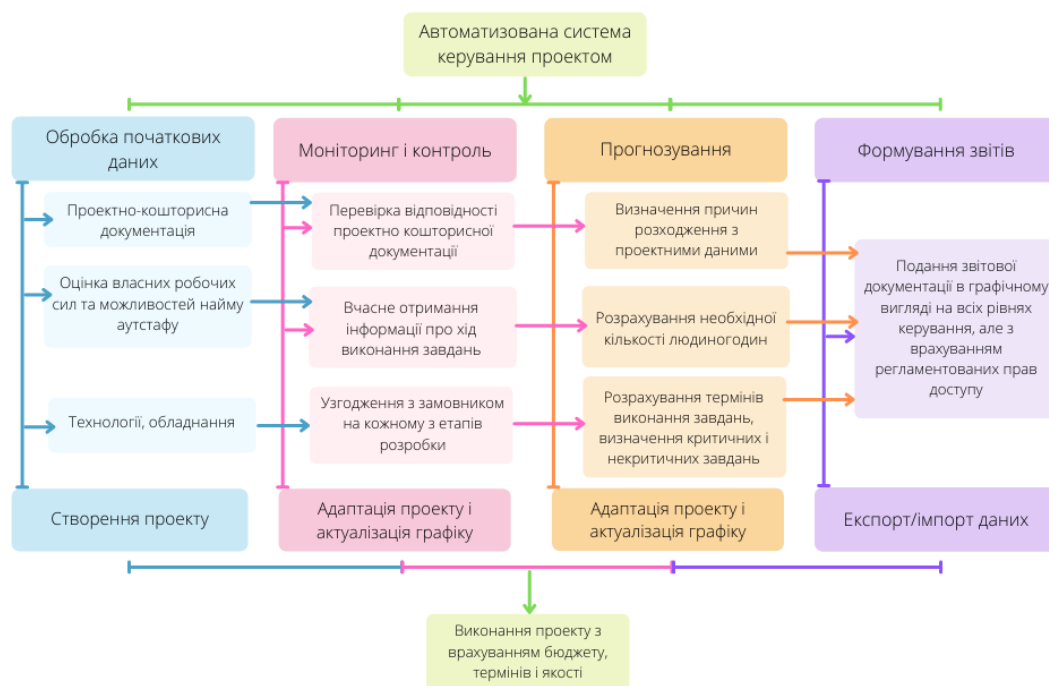 Автоматизована система
керування проектом
Обробка початкових
даних
Моніторинг і контроль
Прогнозування
Формування звітів
Проектно-кошторисна
документація
Перевірка відповідності
проектно кошторисної
документації
Визначення причин
розходження з
проектними даними
Оцінка власних робочих
сил та можливостей найму
аутстафу
Вчасне отримання
інформації про хід
виконання завдань
Розрахування необхідної
кількості людиногодин
Подання звітової
документації в графічному
вигляді на всіх рівнях
керування, але з
врахуванням
регламентованих прав
доступу
Технології, обладнання
Узгодження з замовником
на кожному з етапів
розробки
Розрахування термінів
виконання завдань,
визначення критичних і
некритичних завдань
Створення проекту
Адаптація проекту і
актуалізація графіку
Адаптація проекту і
актуалізація графіку
Експорт/імпорт даних
Виконання проекту з
врахуванням бюджету,
термінів і якості